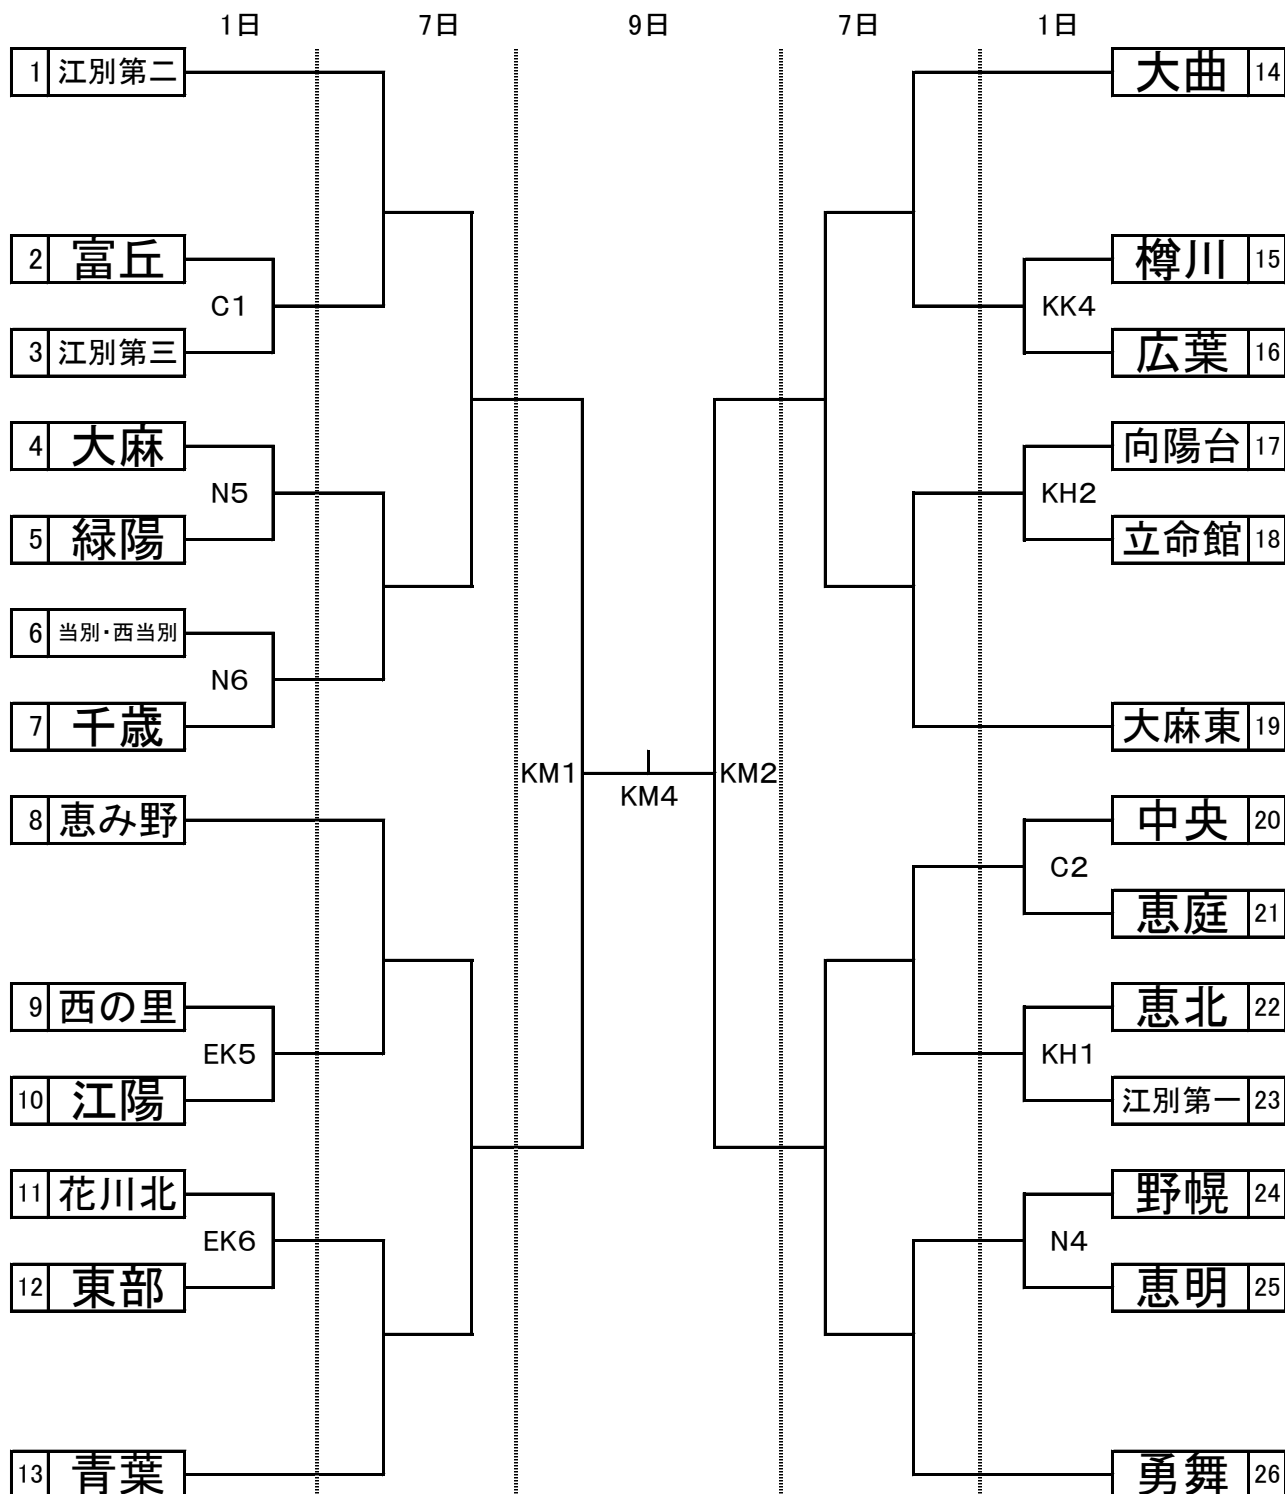 1日 7日 9日 7日 1日
1 江別第二 大曲 14
2 富丘 樽川 15
C1 KK4
3 江別第三 広葉 16
4 大麻 向陽台 17
N5 KH2
5 緑陽 立命館 18
6 当別・西当別
N6
7 千歳 大麻東 19
KM1 KM2
KM4
8 恵み野 中央 20
C2
恵庭 21
9 西の里 恵北 22
EK5 KH1
10 江陽 江別第一 23
11 花川北 野幌 24
EK6 N4
12 東部 恵明 25
13 青葉 勇舞 26